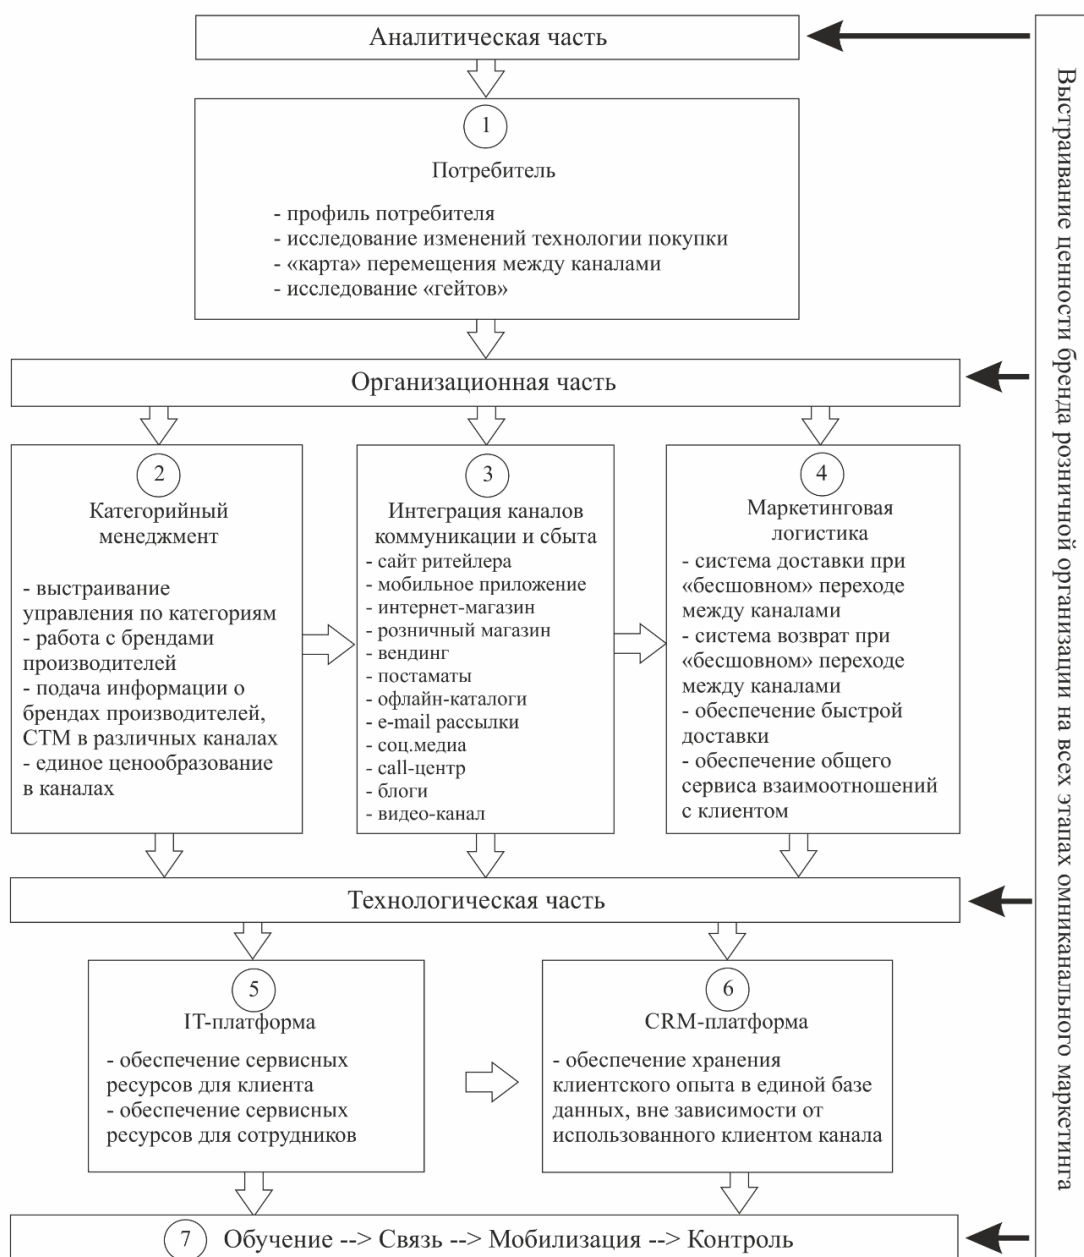 Аналитическая часть
1
Потребитель
- профиль потребителя
- исследование изменений технологии покупки
- «карта» перемещения между каналами
- исследование «гейтов»
Организационная часть
2
Категорийный
менеджмент
- выстраивание
управления по категориям
- работа с брендами
производителей
- подача информации о
брендах производителей,
СТМ в различных каналах
- единое ценообразование
в каналах
3
Интеграция каналов
коммуникации и сбыта
- сайт ритейлера
- мобильное приложение
- интернет-магазин
- розничный магазин
- вендинг
- постаматы
- офлайн-каталоги
- e-mail рассылки
- соц.медиа
- call-центр
- блоги
- видео-канал
4
Маркетинговая
логистика
- система доставки при
«бесшовном» переходе
между каналами
- система возврат при
«бесшовном» переходе
между каналами
- обеспечение быстрой
доставки
- обеспечение общего
сервиса взаимоотношений
с клиентом
Технологическая часть
5
IT-платформа
- обеспечение сервисных
ресурсов для клиента
- обеспечение сервисных
ресурсов для сотрудников
6
CRM-платформа
- обеспечение хранения
клиентского опыта в единой базе
данных, вне зависимости от
использованного клиентом канала
7 Обучение --> Связь --> Мобилизация --> Контроль
Выстраивание ценности бренда розничной организации на всех этапах омниканального маркетинга